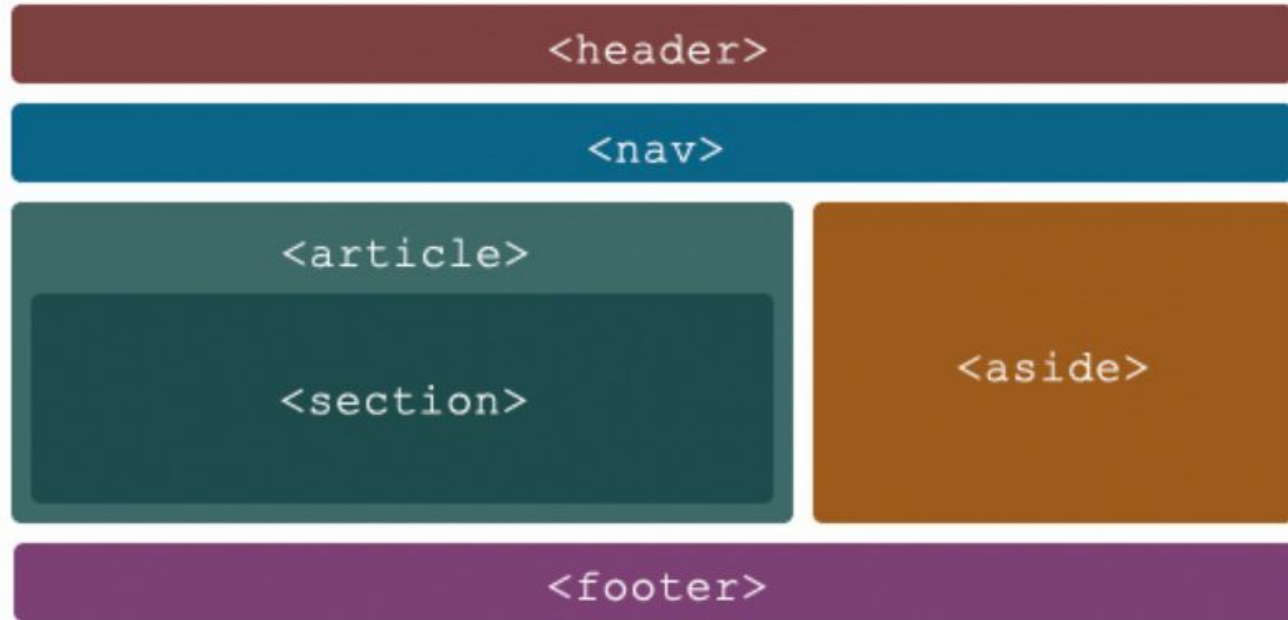 <header>
<nav>
<article>
<section>
<aside>
<footer>